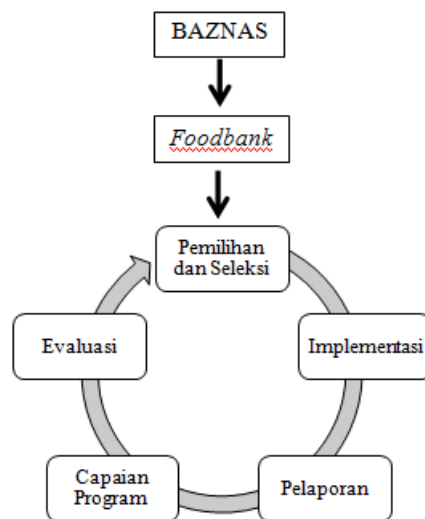 BAZNAS
Foodbank
Pemilihan
dan Seleksi
Evaluasi
Implementasi
Capaian
Program
Pelaporan